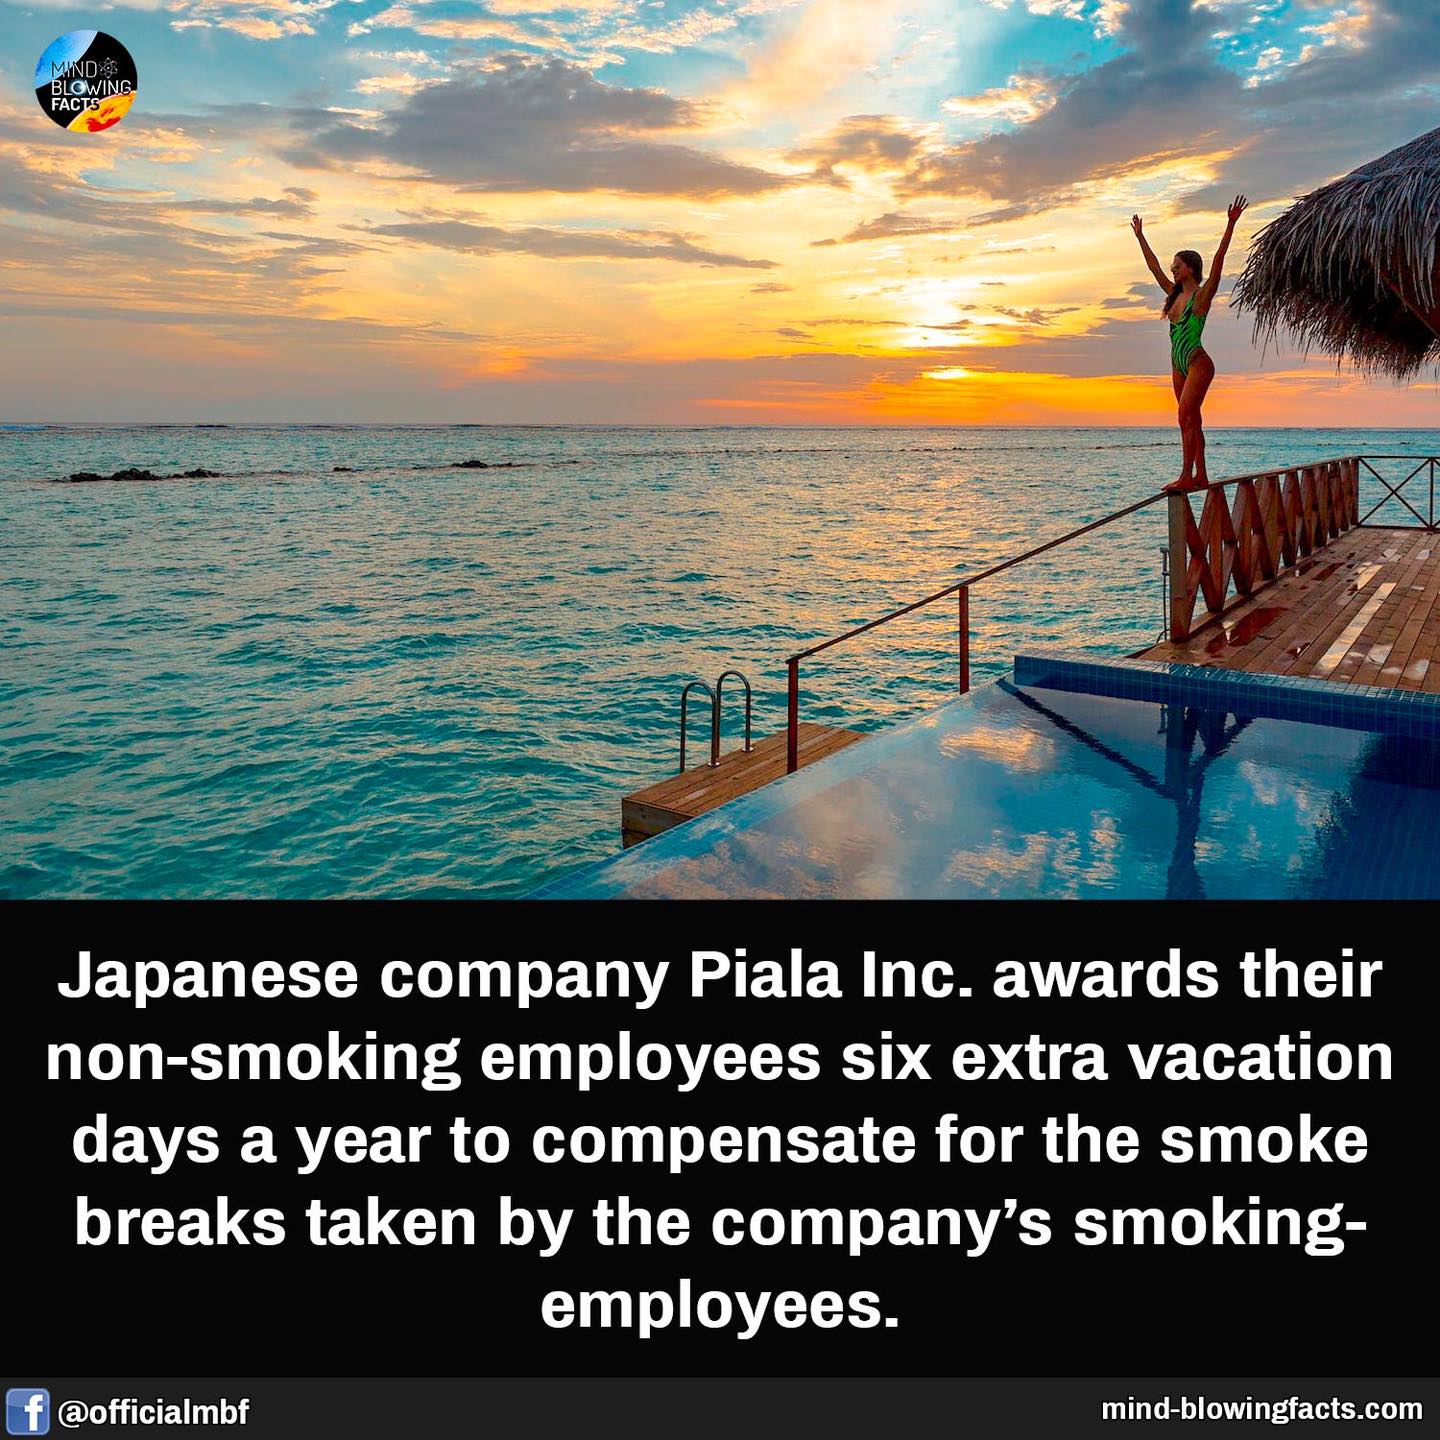 MIND
BLOWING
FACTS
Japanese company Piala Inc. awards their
non-smoking employees six extra vacation
days a year to compensate for the smoke
breaks taken by the company’s smoking-
employees.
f @officialmbf
mind-blowingfacts.com